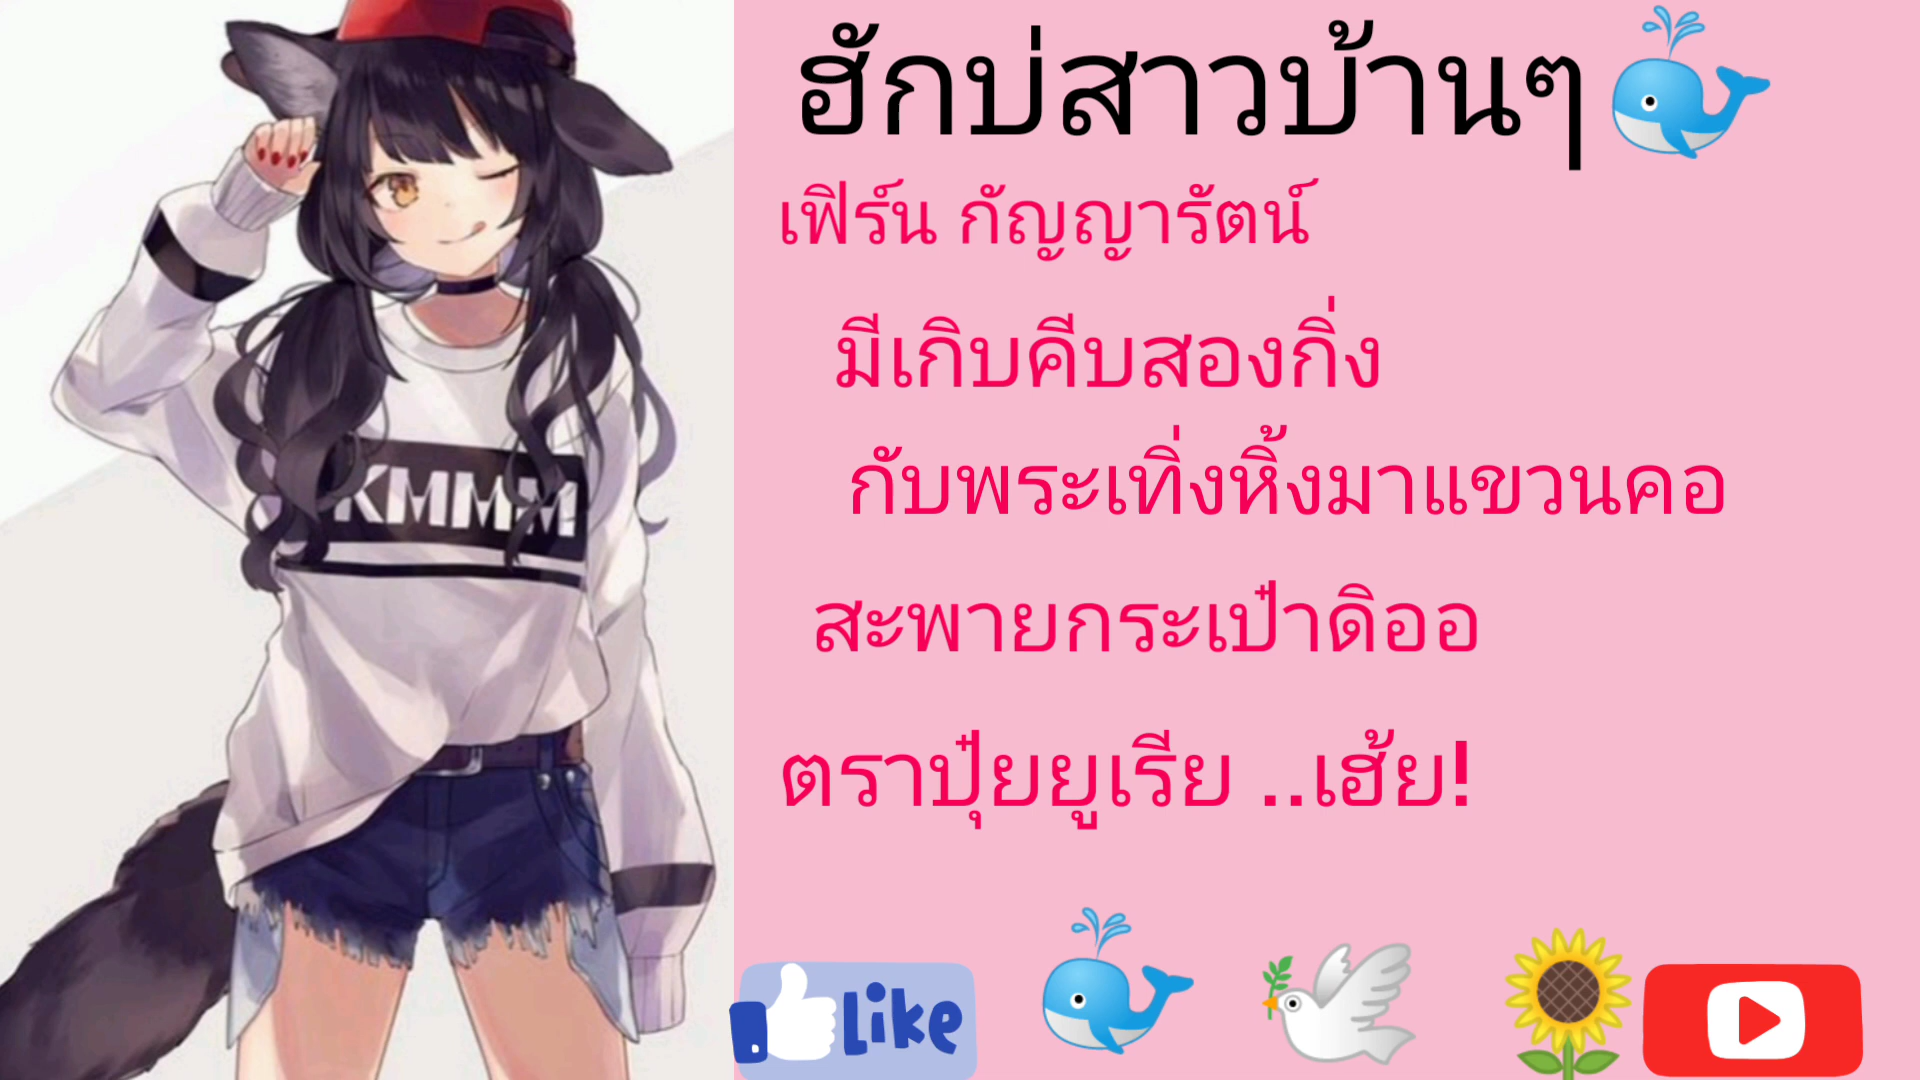 ฮักบ่สาวบ้านๆ
เฟิร์น กัญญารัตน์
มีเกิบคีบสองกิ่ง
กับพระเทิ่งหิ้งมาแขวนคอ
สะพายกระเป๋าดิออ
ตราปุ๋ยยูเรีย ..เฮ้ย!
KMMM
Like